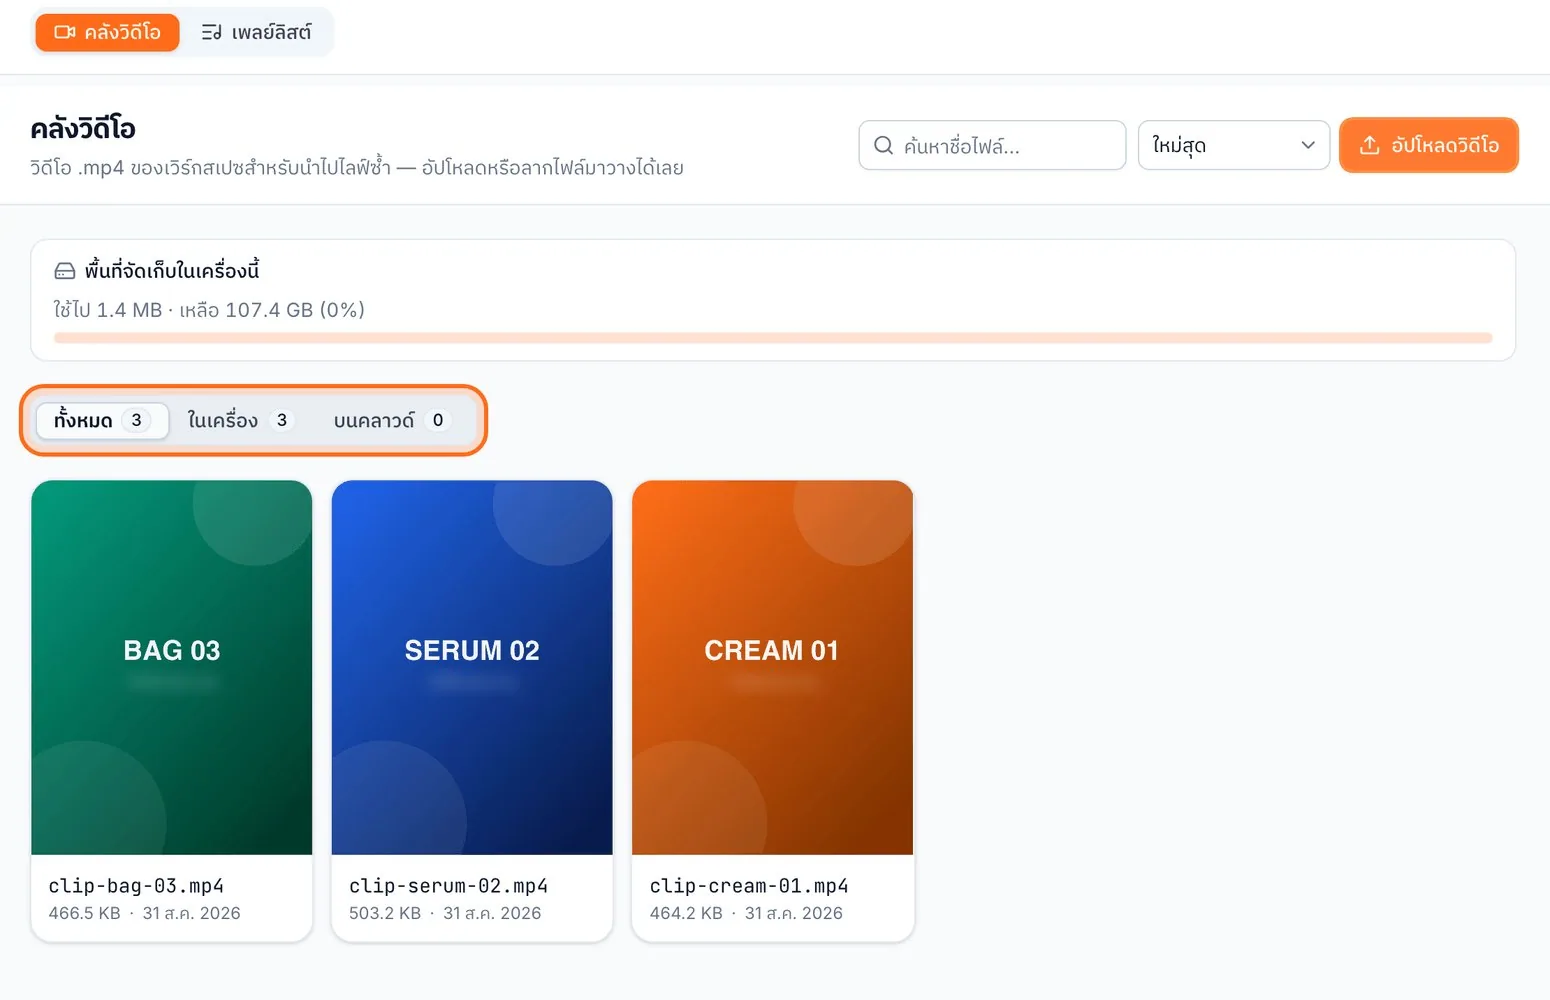 คลังวิดีโอ
เพลย์ลิสต์
คลังวิดีโอ
วิดีโอ .mp4 ของเวิร์กสเปซสำหรับนำไปไลฟ์ซ้ำ — อัปโหลดหรือลากไฟล์มาวางได้เลย
ค้นหาชื่อไฟล์...
ใหม่สุด
อัปโหลดวิดีโอ
พื้นที่จัดเก็บในเครื่องนี้
ใช้ไป 1.4 MB · เหลือ 107.4 GB (0%)
ทั้งหมด 3
ในเครื่อง 3
บนคลาวด์ 0
BAG 03
SERUM 02
CREAM 01
clip-bag-03.mp4
466.5 KB · 31 ส.ค. 2026
clip-serum-02.mp4
503.2 KB · 31 ส.ค. 2026
clip-cream-01.mp4
464.2 KB · 31 ส.ค. 2026